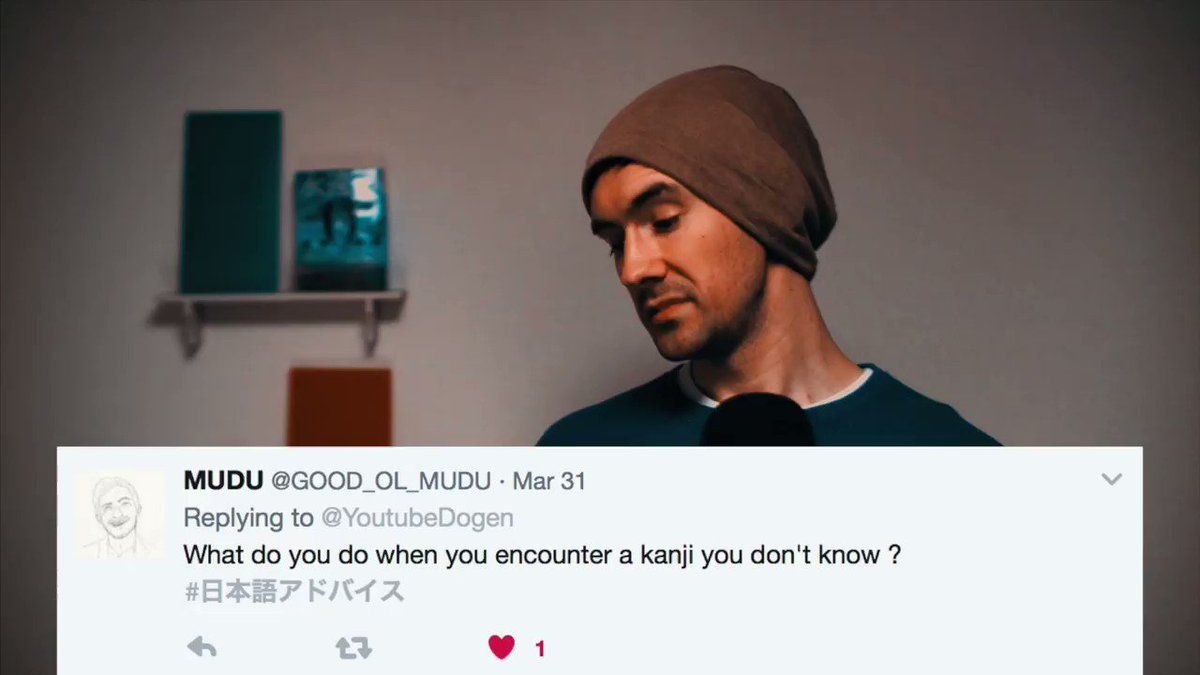 MUDU @GOOD_OL_MUDU · Mar 31
Replying to @YoutubeDogen
What do you do when you encounter a kanji you don't know ?
#日本語アドバイス
1